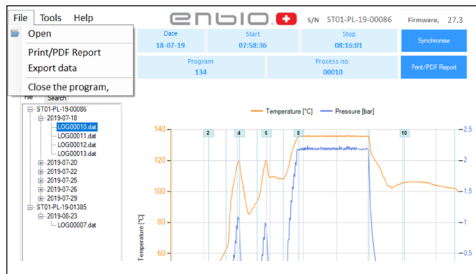 File Tools Help
enbio
S/N ST01-PL-19-00086 Firmware, 27.3
Open
Print/PDF Report
Export data
Close the program,
Date Start Stop
18-07-19 07:58:36 08:16:01
Synchronise
Program Process no.
134 00010
Print/PDF Report
File Search
ST01-PL-19-00086
2019-07-18
LOG00010.dat
LOG00011.dat
LOG00012.dat
LOG00013.dat
2019-07-20
2019-07-22
2019-07-25
2019-07-26
2019-07-29
ST01-PL-19-01385
2019-08-23
LOG00007.dat
Temperature [°C] Pressure [bar]
2 4 6 8 10
140
120
100
80
60
Temperature [°C]
2.5
2
1.5
1
0.5